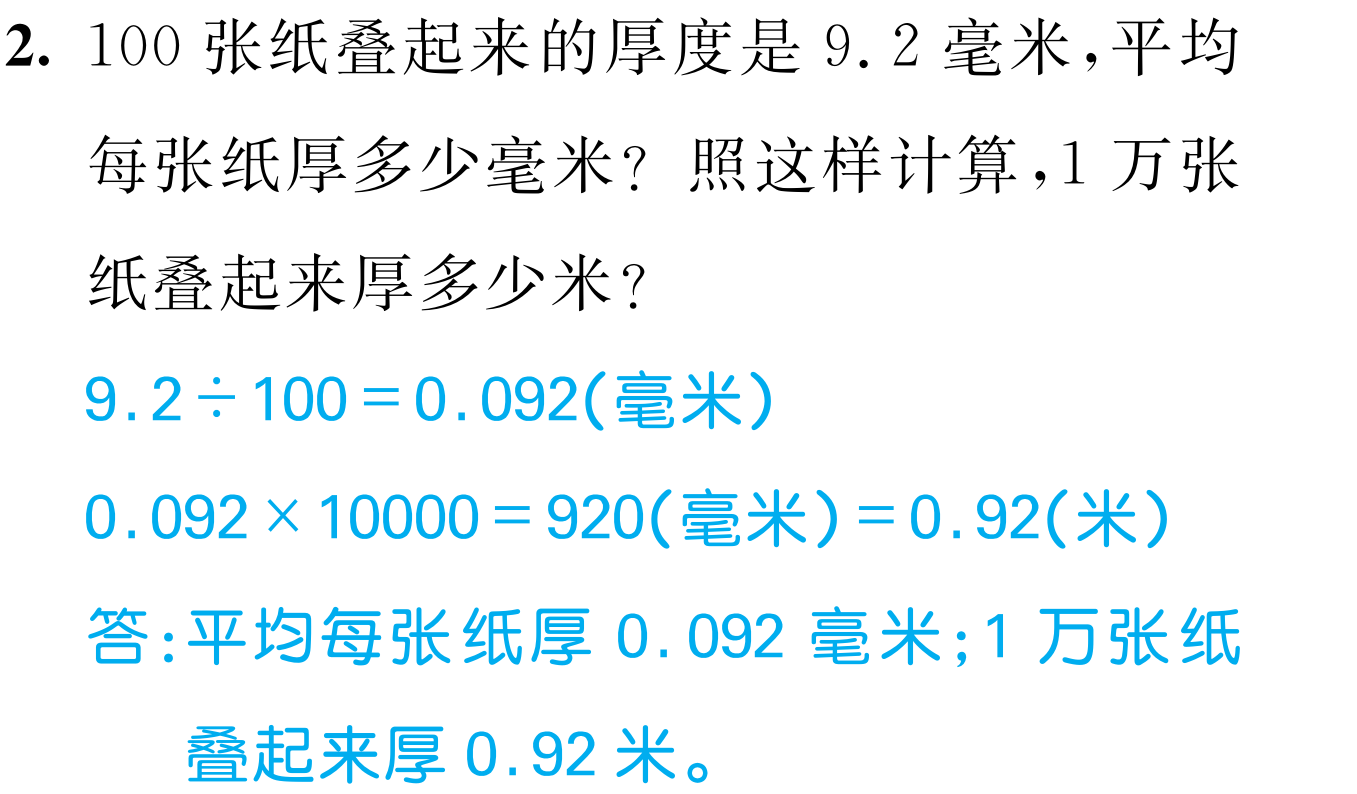 2. 100 张纸叠起来的厚度是 9.2 毫米,平均
每张纸厚多少毫米? 照这样计算,1 万张
纸叠起来厚多少米?
9.2÷100=0.092(毫米)
0.092×10000=920(毫米)=0.92(米)
答:平均每张纸厚 0.092 毫米;1 万张纸
叠起来厚 0.92 米。